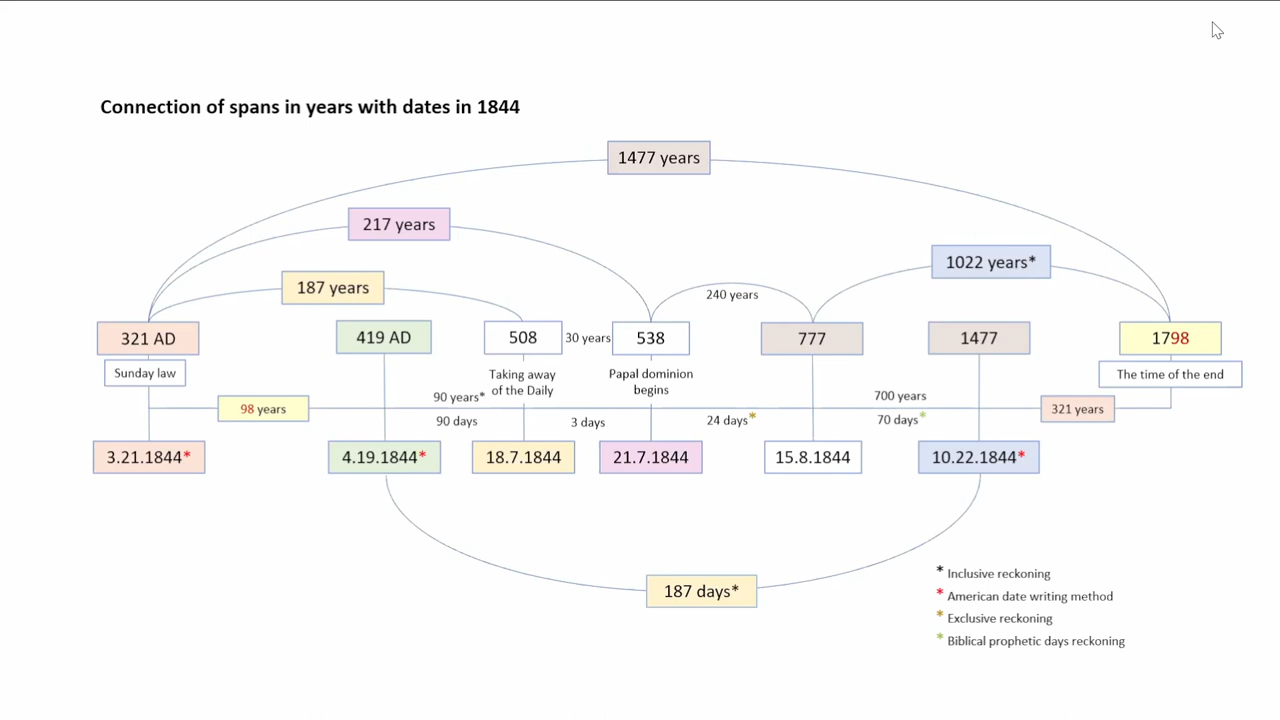 Connection of spans in years with dates in 1844
1477 years
217 years
1022 years*
187 years
240 years
321 AD
419 AD
508
30 years
538
777
1477
1798
Sunday law
Taking away
of the Daily
Papal dominion
begins
The time of the end
90 years*
700 years
98 years
321 years
90 days
3 days
24 days*
70 days*
3.21.1844*
4.19.1844*
18.7.1844
21.7.1844
15.8.1844
10.22.1844*
187 days*
* Inclusive reckoning
* American date writing method
* Exclusive reckoning
* Biblical prophetic days reckoning